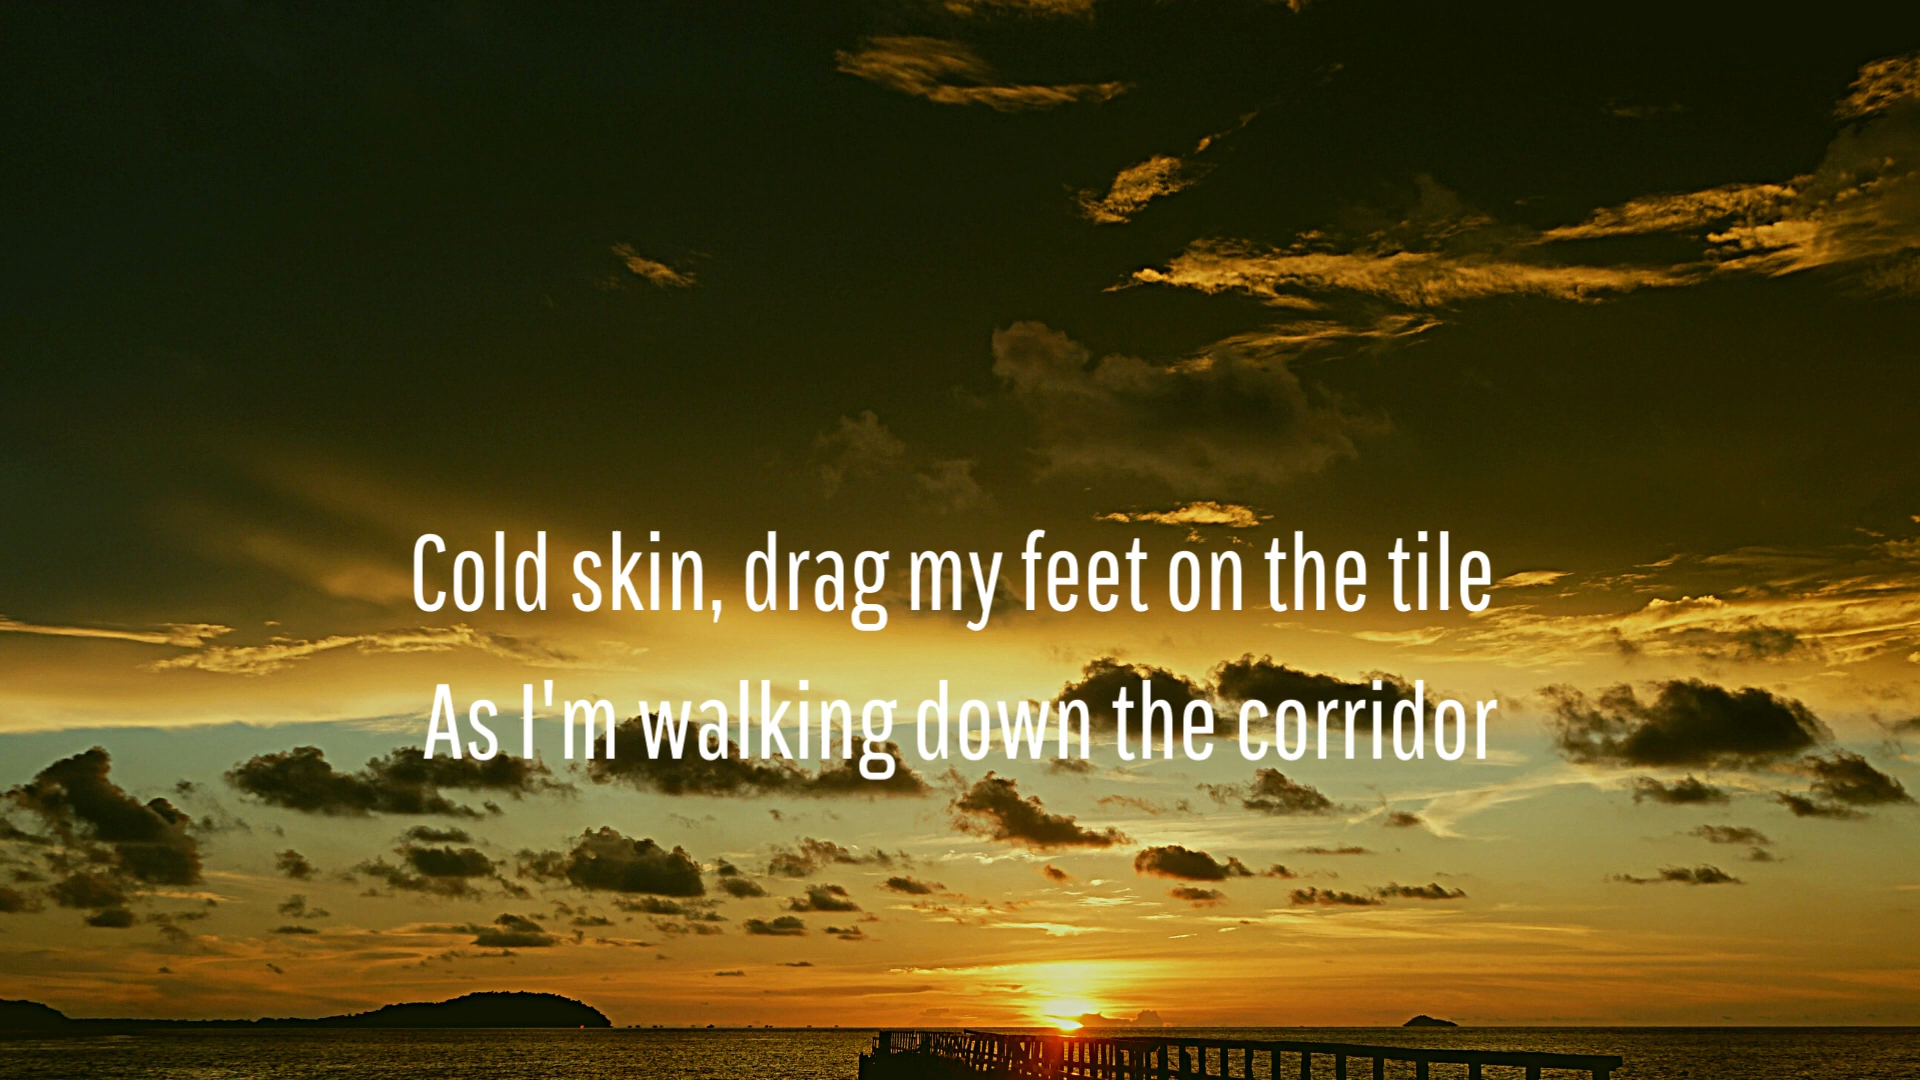 Cold skin, drag my feet on the tile
As I'm walking down the corridor